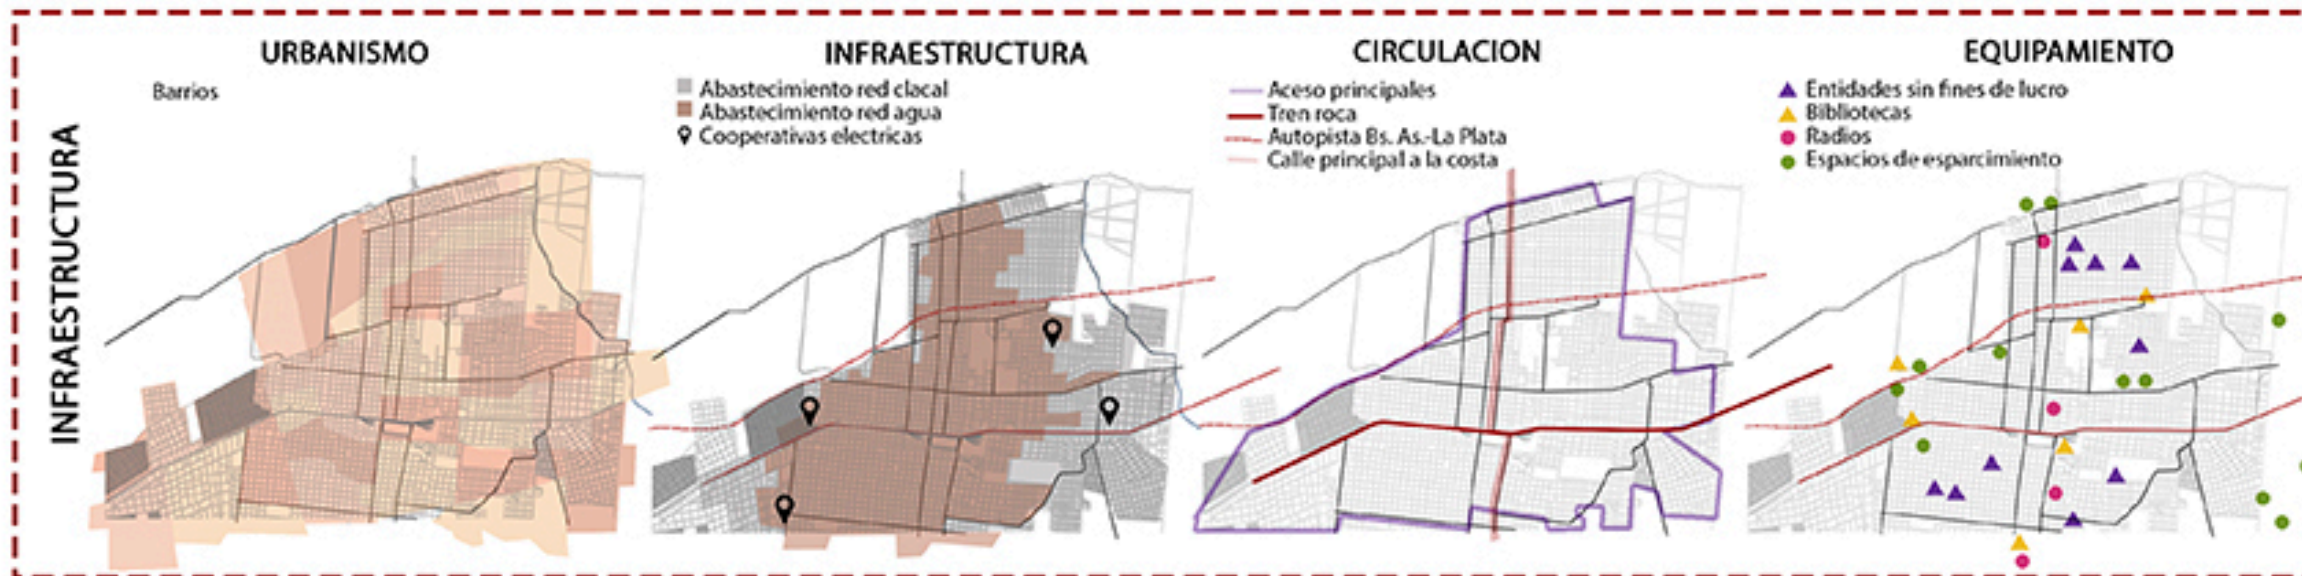 INFRAESTRUCTURA
URBANISMO
Barrios
INFRAESTRUCTURA
Abastecimiento red clacal
Abastecimiento red agua
Cooperativas electricas
CIRCULACION
Aceso principales
Tren roca
Autopista Bs. As.-La Plata
Calle principal a la costa
EQUIPAMIENTO
Entidades sin fines de lucro
Bibliotecas
Radios
Espacios de esparcimiento